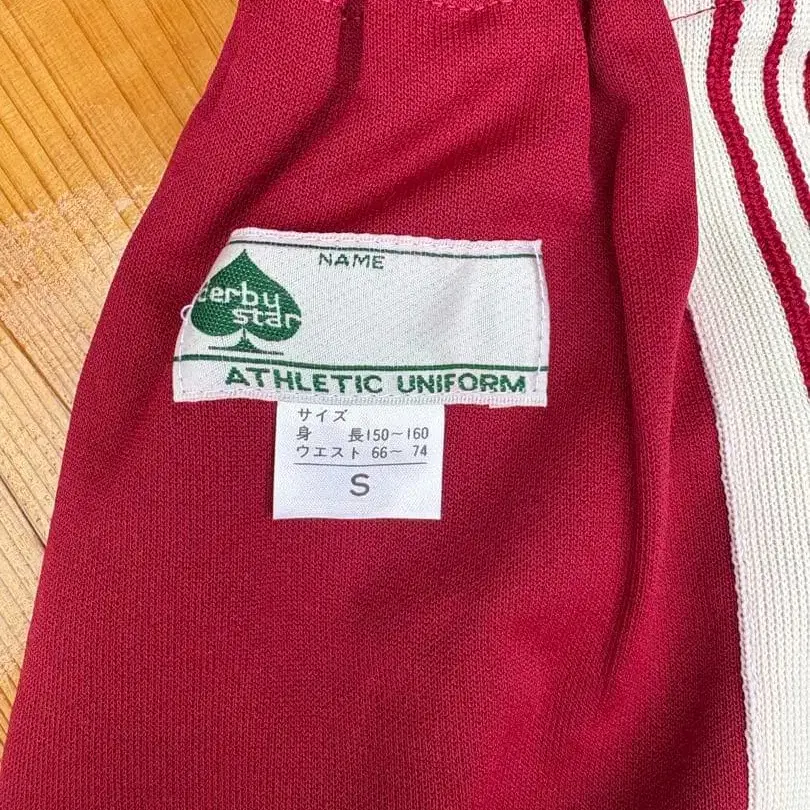 NAME
derby
star
ATHLETIC UNIFORM
サイズ
身 長150～160
ウエスト 66～ 74
S